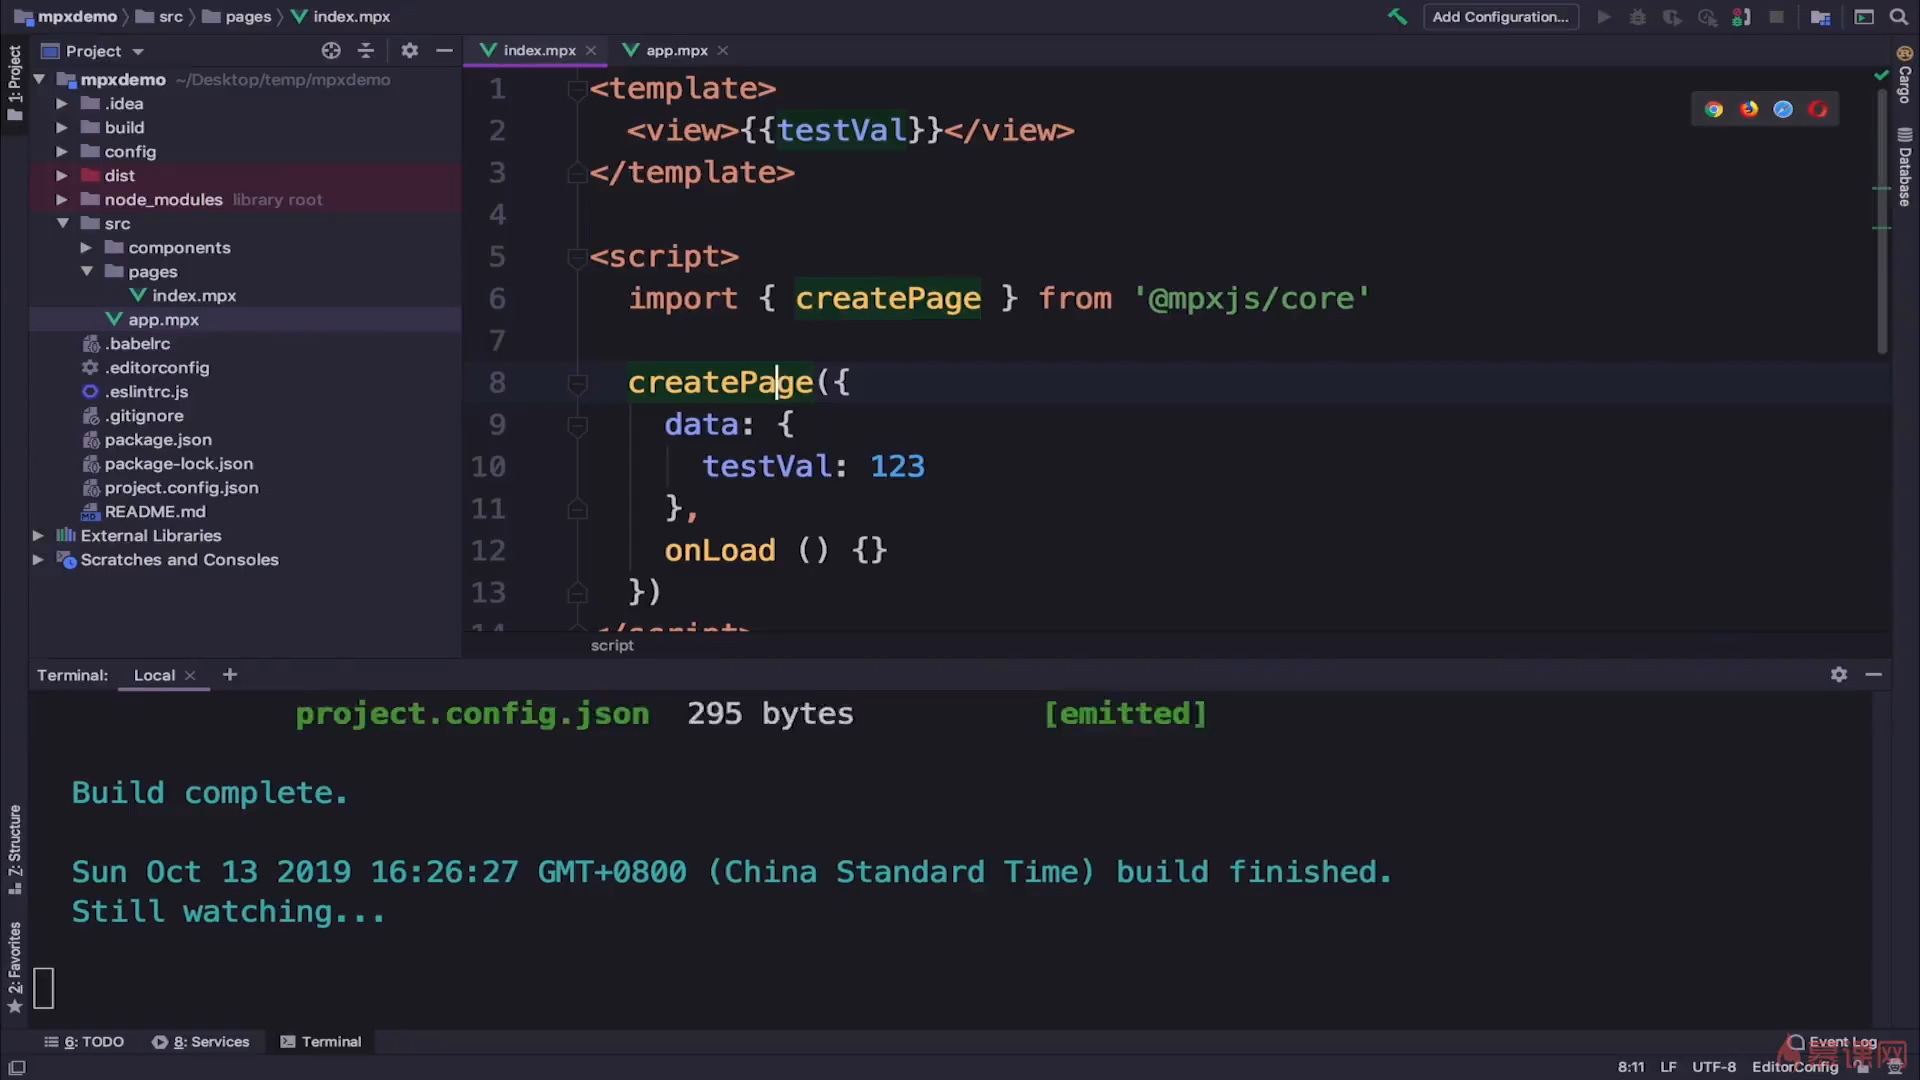 mpxdemo src pages index.mpx
Add Configuration...
1: Project
Project
index.mpx
app.mpx
mpxdemo ~/Desktop/temp/mpxdemo
.idea
build
config
dist
node_modules library root
src
components
pages
index.mpx
app.mpx
.babelrc
.editorconfig
.eslintrc.js
.gitignore
package.json
package-lock.json
project.config.json
README.md
External Libraries
Scratches and Consoles
1 <template>
2 <view>{{testVal}}</view>
3 </template>
4
5 <script>
6 import { createPage } from '@mpxjs/core'
7
8 createPage({
9 data: {
10 testVal: 123
11 },
12 onLoad () {}
13 })
14 </script>
script
Cargo
Database
Terminal: Local
project.config.json 295 bytes [emitted]
Build complete.
Sun Oct 13 2019 16:26:27 GMT+0800 (China Standard Time) build finished.
Still watching...
Z: Structure
2: Favorites
6: TODO 8: Services Terminal
Event Log
慕课网
8:11 LF UTF-8 EditorConfig